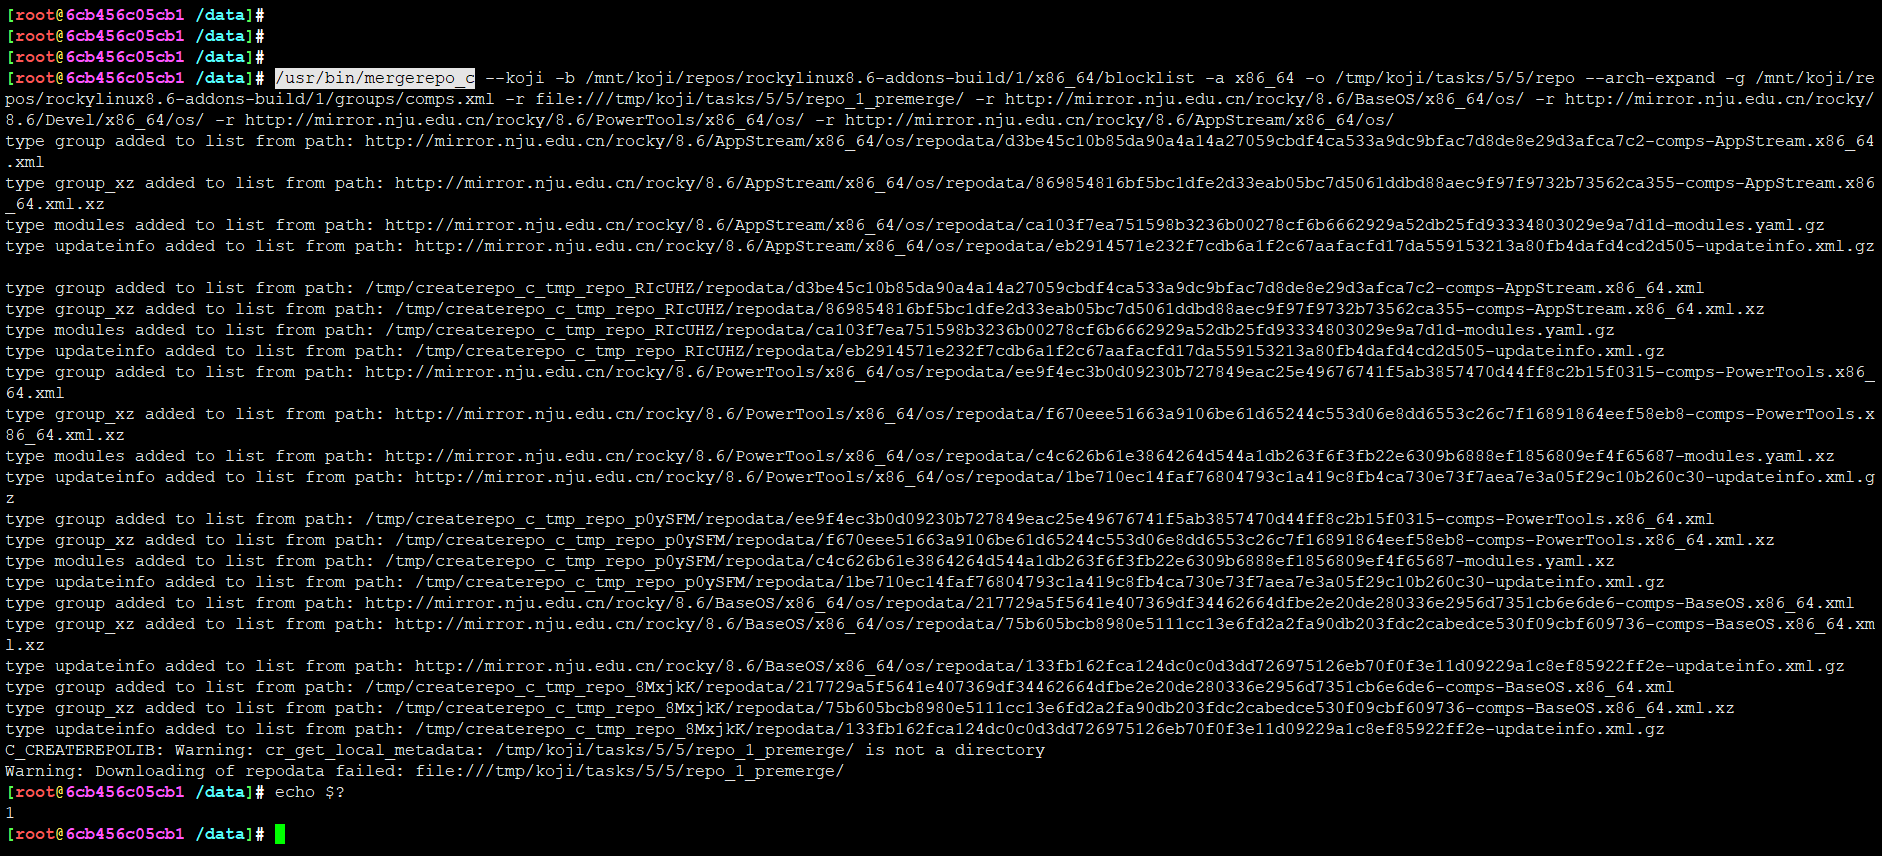 [root@6cb456c05cb1 /data]#
[root@6cb456c05cb1 /data]#
[root@6cb456c05cb1 /data]#
[root@6cb456c05cb1 /data]# /usr/bin/mergerepo_c --koji -b /mnt/koji/repos/rockylinux8.6-addons-build/1/x86_64/blocklist -a x86_64 -o /tmp/koji/tasks/5/5/repo --arch-expand -g /mnt/koji/re
pos/rockylinux8.6-addons-build/1/groups/comps.xml -r file:///tmp/koji/tasks/5/5/repo_1_premerge/ -r http://mirror.nju.edu.cn/rocky/8.6/BaseOS/x86_64/os/ -r http://mirror.nju.edu.cn/rocky/
8.6/Devel/x86_64/os/ -r http://mirror.nju.edu.cn/rocky/8.6/PowerTools/x86_64/os/ -r http://mirror.nju.edu.cn/rocky/8.6/AppStream/x86_64/os/
type group added to list from path: http://mirror.nju.edu.cn/rocky/8.6/AppStream/x86_64/os/repodata/d3be45c10b85da90a4a14a27059cbdf4ca533a9dc9bfac7d8de8e29d3afca7c2-comps-AppStream.x86_64
.xml
type group_xz added to list from path: http://mirror.nju.edu.cn/rocky/8.6/AppStream/x86_64/os/repodata/869854816bf5bc1dfe2d33eab05bc7d5061ddbd88aec9f97f9732b73562ca355-comps-AppStream.x86
_64.xml.xz
type modules added to list from path: http://mirror.nju.edu.cn/rocky/8.6/AppStream/x86_64/os/repodata/ca103f7ea751598b3236b00278cf6b6662929a52db25fd93334803029e9a7d1d-modules.yaml.gz
type updateinfo added to list from path: http://mirror.nju.edu.cn/rocky/8.6/AppStream/x86_64/os/repodata/eb2914571e232f7cdb6a1f2c67aafacfd17da559153213a80fb4dafd4cd2d505-updateinfo.xml.gz
type group added to list from path: /tmp/createrepo_c_tmp_repo_RIcUHZ/repodata/d3be45c10b85da90a4a14a27059cbdf4ca533a9dc9bfac7d8de8e29d3afca7c2-comps-AppStream.x86_64.xml
type group_xz added to list from path: /tmp/createrepo_c_tmp_repo_RIcUHZ/repodata/869854816bf5bc1dfe2d33eab05bc7d5061ddbd88aec9f97f9732b73562ca355-comps-AppStream.x86_64.xml.xz
type modules added to list from path: /tmp/createrepo_c_tmp_repo_RIcUHZ/repodata/ca103f7ea751598b3236b00278cf6b6662929a52db25fd93334803029e9a7d1d-modules.yaml.gz
type updateinfo added to list from path: /tmp/createrepo_c_tmp_repo_RIcUHZ/repodata/eb2914571e232f7cdb6a1f2c67aafacfd17da559153213a80fb4dafd4cd2d505-updateinfo.xml.gz
type group added to list from path: http://mirror.nju.edu.cn/rocky/8.6/PowerTools/x86_64/os/repodata/ee9f4ec3b0d09230b727849eac25e49676741f5ab3857470d44ff8c2b15f0315-comps-PowerTools.x86_
64.xml
type group_xz added to list from path: http://mirror.nju.edu.cn/rocky/8.6/PowerTools/x86_64/os/repodata/f670eee51663a9106be61d65244c553d06e8dd6553c26c7f16891864eef58eb8-comps-PowerTools.x
86_64.xml.xz
type modules added to list from path: http://mirror.nju.edu.cn/rocky/8.6/PowerTools/x86_64/os/repodata/c4c626b61e3864264d544a1db263f6f3fb22e6309b6888ef1856809ef4f65687-modules.yaml.xz
type updateinfo added to list from path: http://mirror.nju.edu.cn/rocky/8.6/PowerTools/x86_64/os/repodata/1be710ec14faf76804793c1a419c8fb4ca730e73f7aea7e3a05f29c10b260c30-updateinfo.xml.g
z
type group added to list from path: /tmp/createrepo_c_tmp_repo_p0ySFM/repodata/ee9f4ec3b0d09230b727849eac25e49676741f5ab3857470d44ff8c2b15f0315-comps-PowerTools.x86_64.xml
type group_xz added to list from path: /tmp/createrepo_c_tmp_repo_p0ySFM/repodata/f670eee51663a9106be61d65244c553d06e8dd6553c26c7f16891864eef58eb8-comps-PowerTools.x86_64.xml.xz
type modules added to list from path: /tmp/createrepo_c_tmp_repo_p0ySFM/repodata/c4c626b61e3864264d544a1db263f6f3fb22e6309b6888ef1856809ef4f65687-modules.yaml.xz
type updateinfo added to list from path: /tmp/createrepo_c_tmp_repo_p0ySFM/repodata/1be710ec14faf76804793c1a419c8fb4ca730e73f7aea7e3a05f29c10b260c30-updateinfo.xml.gz
type group added to list from path: http://mirror.nju.edu.cn/rocky/8.6/BaseOS/x86_64/os/repodata/217729a5f5641e407369df34462664dfbe2e20de280336e2956d7351cb6e6de6-comps-BaseOS.x86_64.xml
type group_xz added to list from path: http://mirror.nju.edu.cn/rocky/8.6/BaseOS/x86_64/os/repodata/75b605bcb8980e5111cc13e6fd2a2fa90db203fdc2cabedce530f09cbf609736-comps-BaseOS.x86_64.xm
l.xz
type updateinfo added to list from path: http://mirror.nju.edu.cn/rocky/8.6/BaseOS/x86_64/os/repodata/133fb162fca124dc0c0d3dd726975126eb70f0f3e11d09229a1c8ef85922ff2e-updateinfo.xml.gz
type group added to list from path: /tmp/createrepo_c_tmp_repo_8MxjkK/repodata/217729a5f5641e407369df34462664dfbe2e20de280336e2956d7351cb6e6de6-comps-BaseOS.x86_64.xml
type group_xz added to list from path: /tmp/createrepo_c_tmp_repo_8MxjkK/repodata/75b605bcb8980e5111cc13e6fd2a2fa90db203fdc2cabedce530f09cbf609736-comps-BaseOS.x86_64.xml.xz
type updateinfo added to list from path: /tmp/createrepo_c_tmp_repo_8MxjkK/repodata/133fb162fca124dc0c0d3dd726975126eb70f0f3e11d09229a1c8ef85922ff2e-updateinfo.xml.gz
C_CREATEREPOLIB: Warning: cr_get_local_metadata: /tmp/koji/tasks/5/5/repo_1_premerge/ is not a directory
Warning: Downloading of repodata failed: file:///tmp/koji/tasks/5/5/repo_1_premerge/
[root@6cb456c05cb1 /data]# echo $?
1
[root@6cb456c05cb1 /data]#